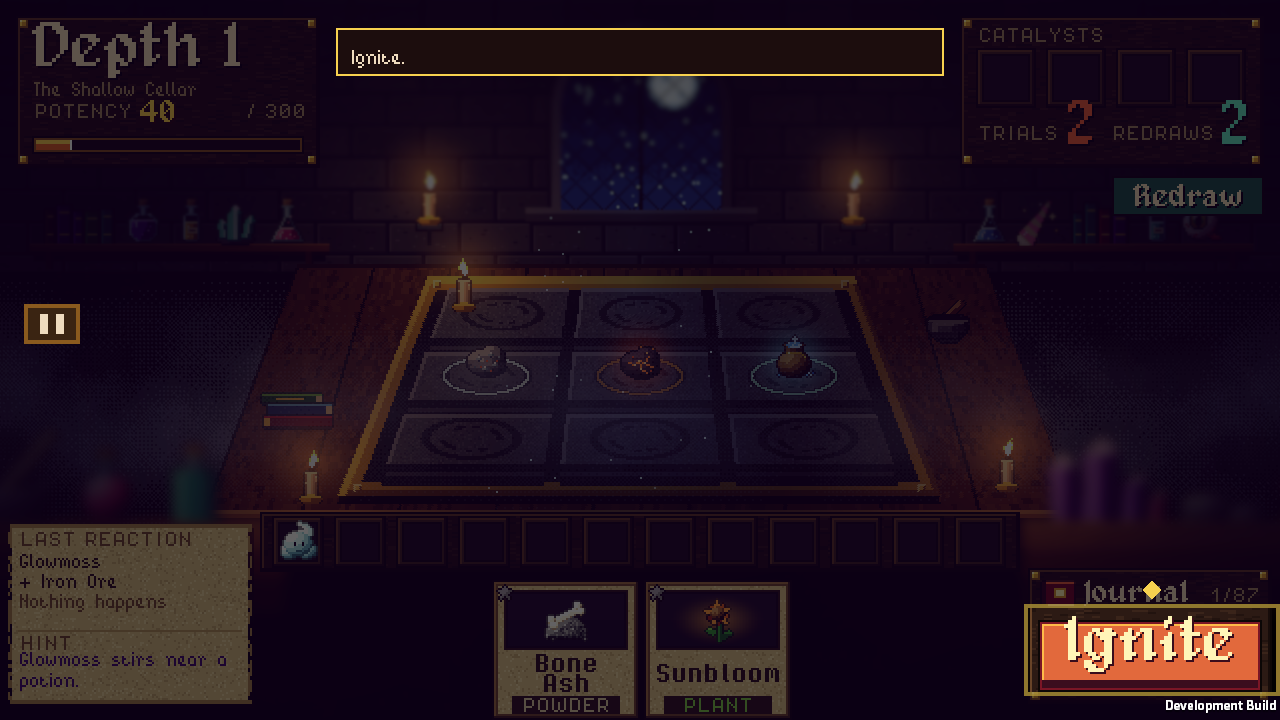 Depth 1
The Shallow Cellar
POTENCY 40 / 300
Ignite.
CATALYSTS
TRIALS 2 REDRAWS 2
Redraw
LAST REACTION
Glowmoss
+ Iron Ore
Nothing happens
HINT
Glowmoss stirs near a
potion.
Bone
Ash
POWDER
Sunbloom
PLANT
Journal 1/87
Ignite
Development Build